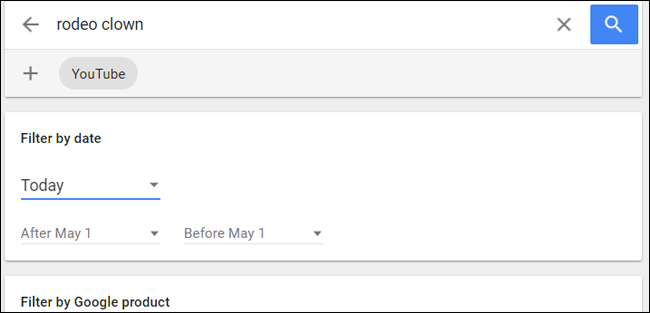 rodeo clown
YouTube
Filter by date
Today
After May 1 Before May 1
Filter by Google product